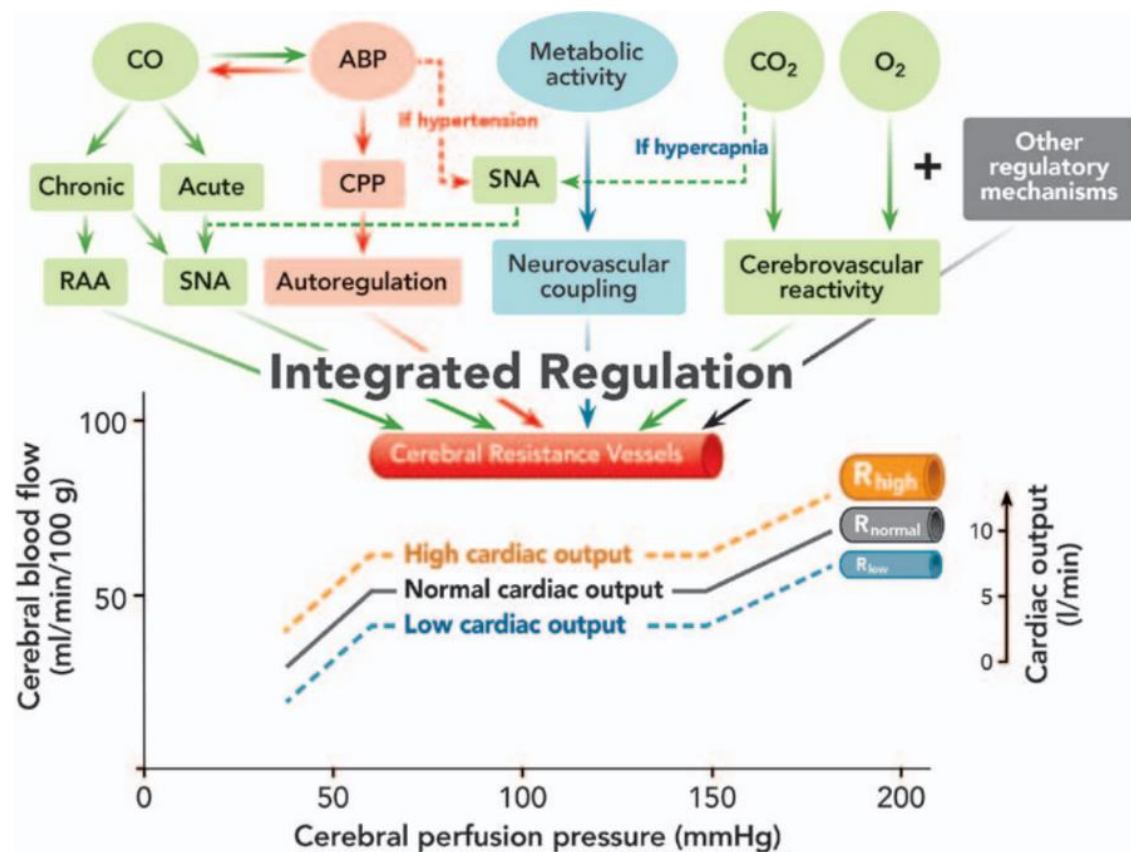 CO
ABP
Metabolic
activity
CO2
O2
If hypertension
If hypercapnia
+
Other
regulatory
mechanisms
Chronic
Acute
CPP
SNA
RAA
SNA
Autoregulation
Neurovascular
coupling
Cerebrovascular
reactivity
Integrated Regulation
Cerebral Resistance Vessels
Cerebral blood flow
(ml/min/100 g)
100
50
High cardiac output
Normal cardiac output
Low cardiac output
Rhigh
Rnormal
Rlow
10
5
0
Cardiac output
(l/min)
0
50
100
150
200
Cerebral perfusion pressure (mmHg)